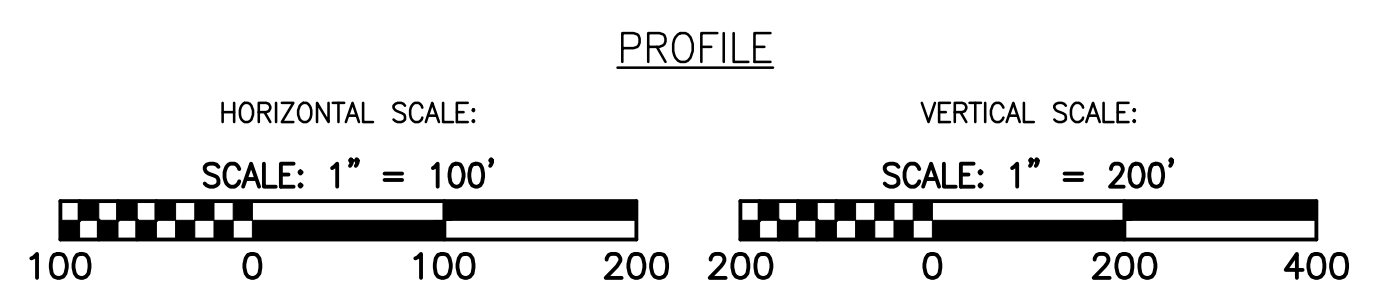 PROFILE
HORIZONTAL SCALE:
SCALE: 1" = 100'
100 0 100 200
VERTICAL SCALE:
SCALE: 1" = 200'
200 0 200 400